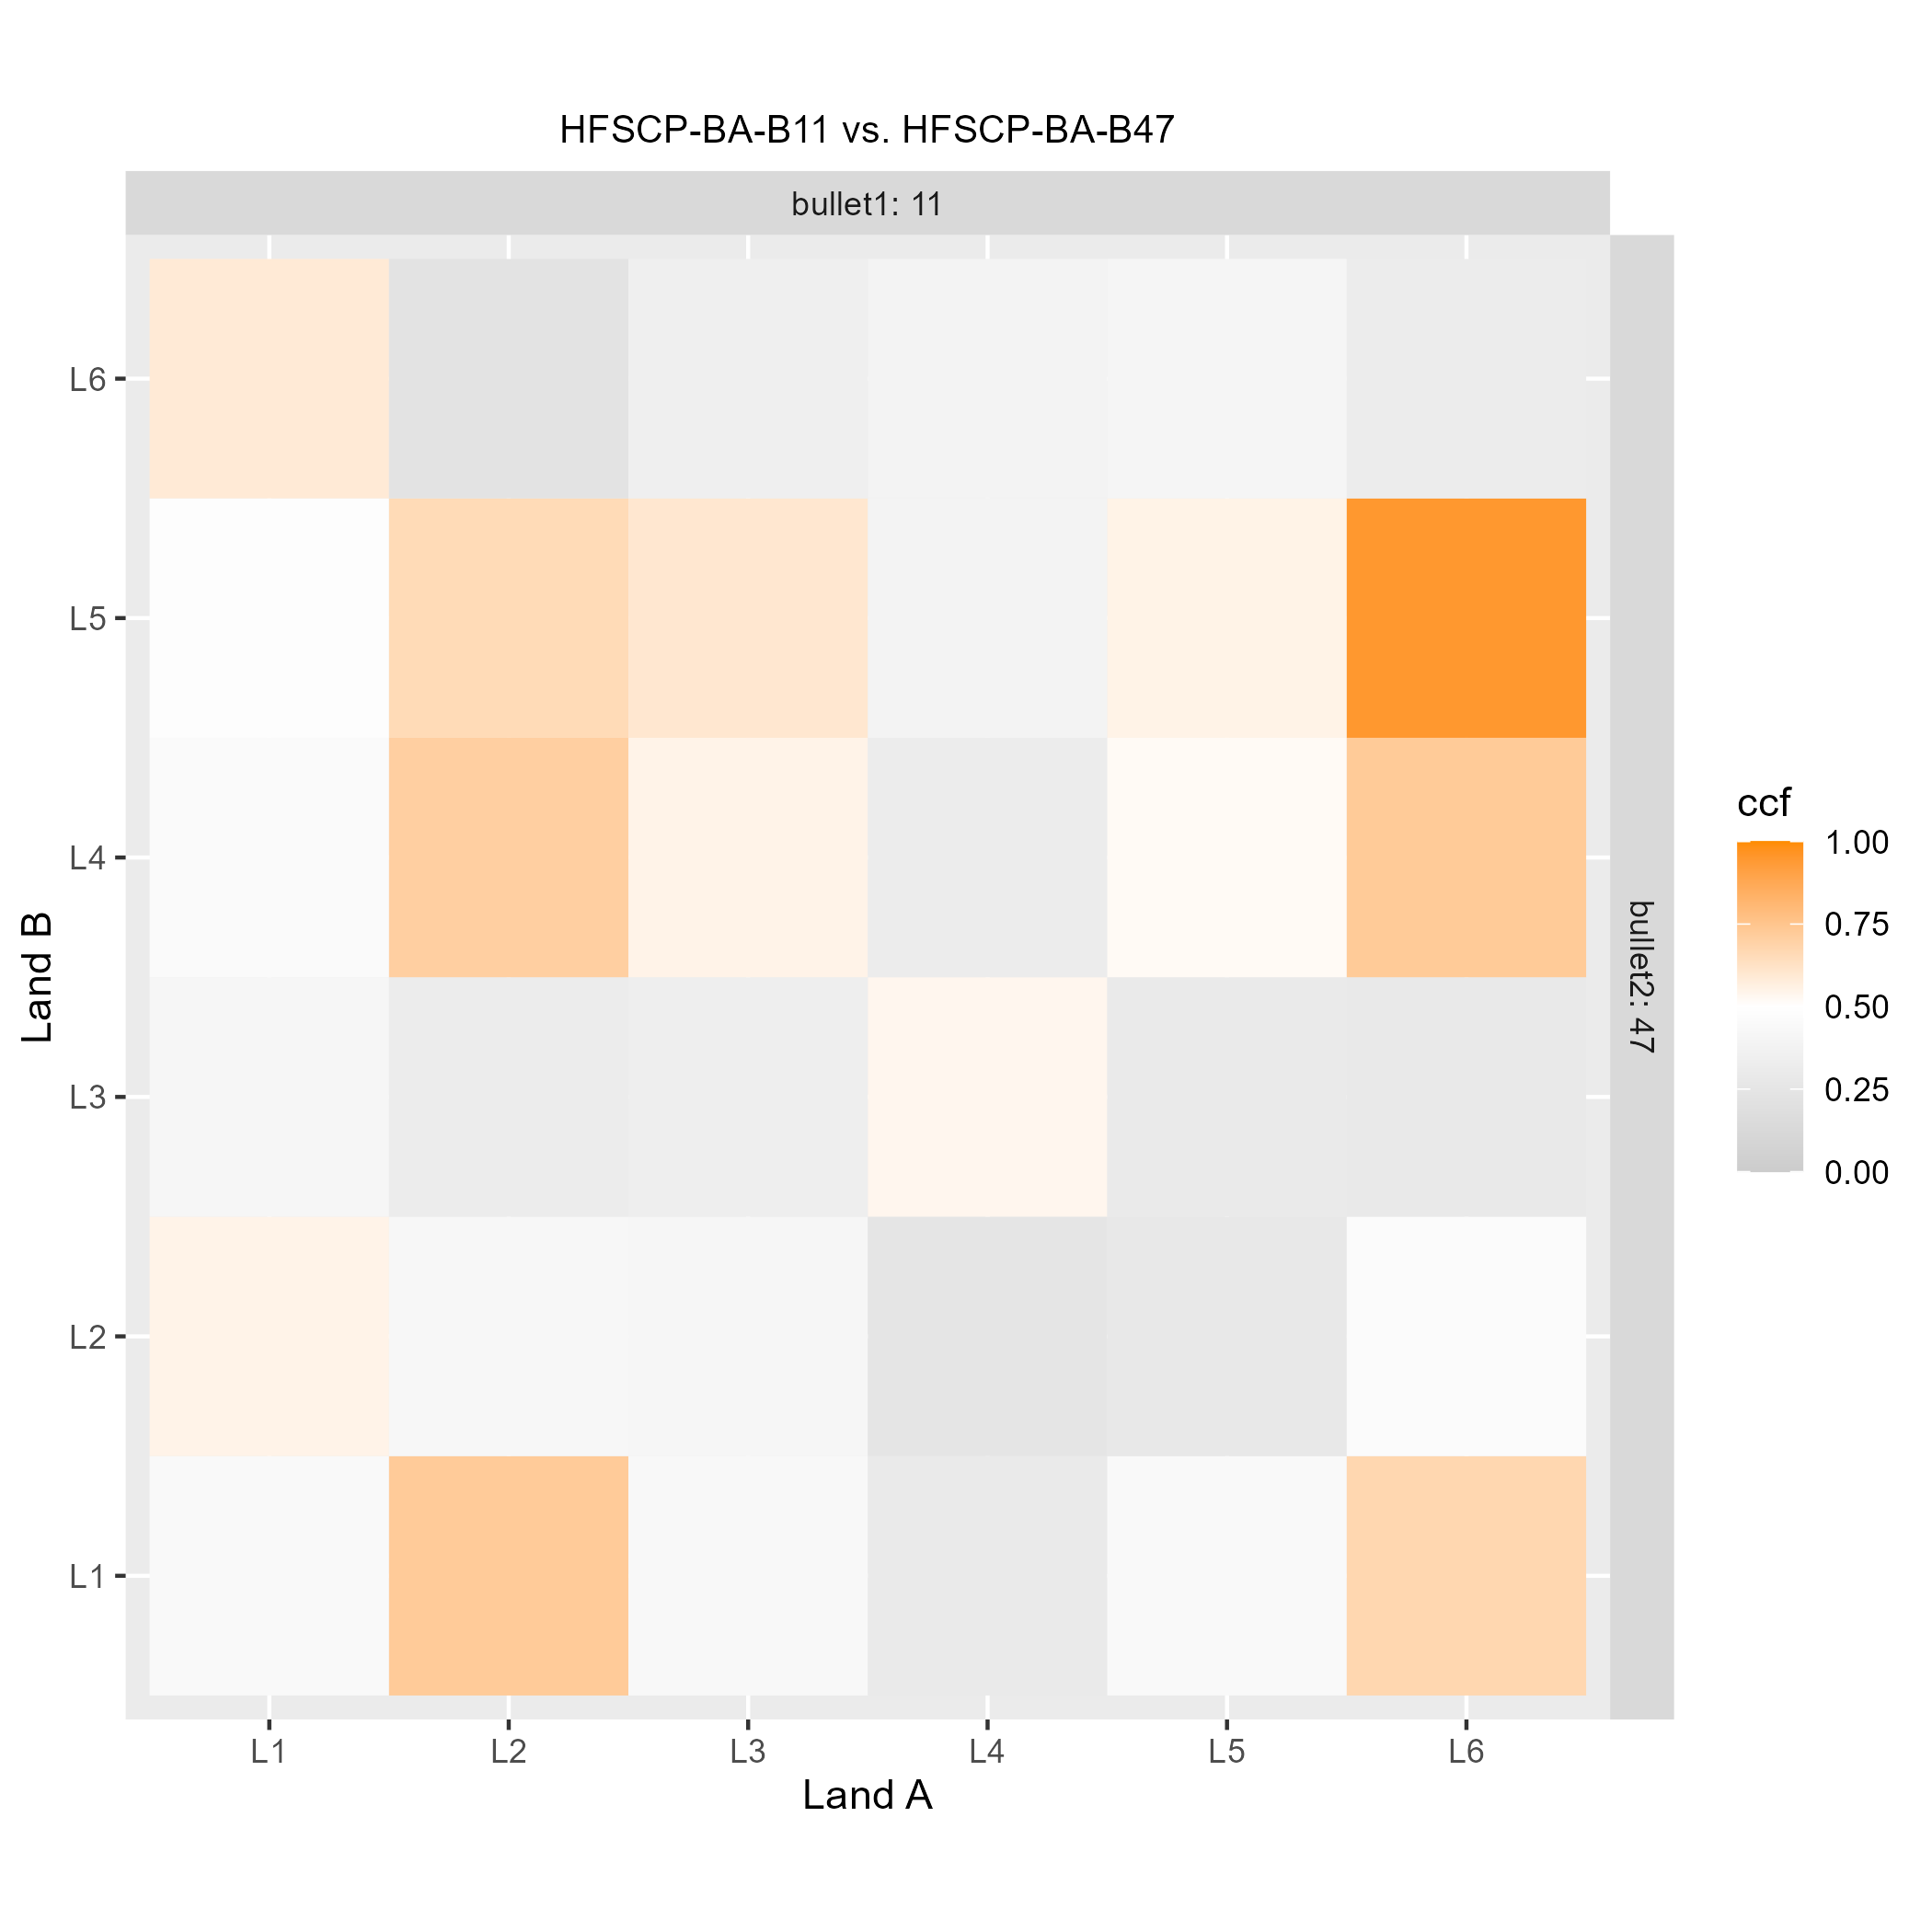 HFSCP-BA-B11 vs. HFSCP-BA-B47
bullet1: 11
L6
L5
L4
L3
L2
L1
Land B
bullet2: 47
L1 L2 L3 L4 L5 L6
Land A
ccf
1.00
0.75
0.50
0.25
0.00